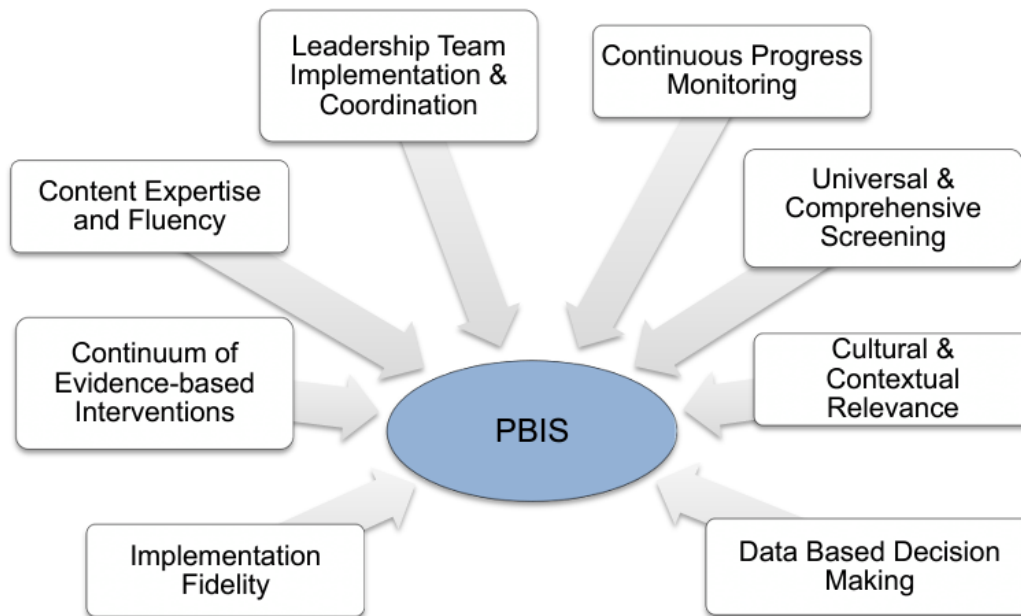 Leadership Team
Implementation &
Coordination
Continuous Progress
Monitoring
Content Expertise
and Fluency
Universal &
Comprehensive
Screening
Continuum of
Evidence-based
Interventions
Cultural &
Contextual
Relevance
PBIS
Implementation
Fidelity
Data Based Decision
Making